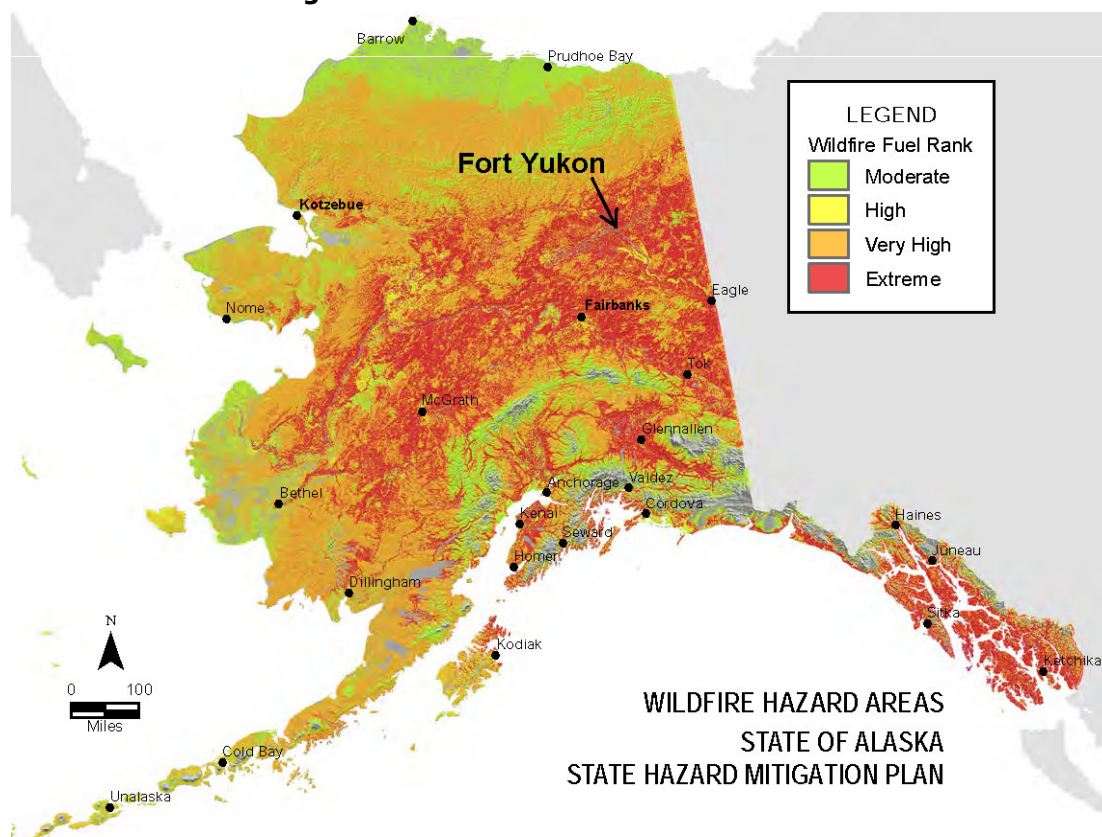 Barrow
Prudhoe Bay
LEGEND
Wildfire Fuel Rank
Moderate
High
Very High
Extreme
Fort Yukon
Kotzebue
Eagle
Nome
Fairbanks
Tok
McGrath
Glennallen
Bethel
Anchorage
Valdez
Cordova
Kenai
Seward
Haines
Homer
Juneau
Dillingham
Sitka
Kodiak
Ketchika
N
0 100
Miles
WILDFIRE HAZARD AREAS
STATE OF ALASKA
STATE HAZARD MITIGATION PLAN
Cold Bay
Unalaska